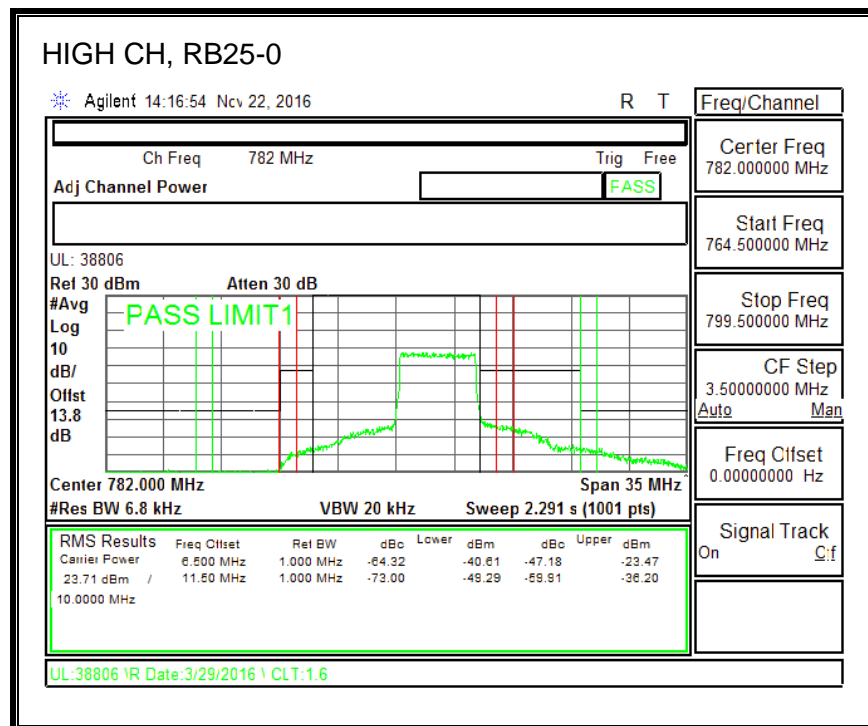 HIGH CH, RB25-0
Agilent 14:16:54 Nov 22, 2016 R T
Freq/Channel
Ch Freq 782 MHz Trig Free
Adj Channel Power PASS
Center Freq
782.000000 MHz
Start Freq
764.500000 MHz
Stop Freq
799.500000 MHz
CF Step
3.50000000 MHz
Auto Man
Freq Offset
0.00000000 Hz
Signal Track
On Off
UL: 38806
Ref 30 dBm Atten 30 dB
#Avg
Log
10
dB/
Offst
13.8
dB
PASS LIMIT1
Center 782.000 MHz Span 35 MHz
#Res BW 6.8 kHz VBW 20 kHz Sweep 2.291 s (1001 pts)
RMS Results Freq Offset Ref BW dBc Lower dBm dBc Upper dBm
Carrier Power 6.500 MHz 1.000 MHz -64.32 -40.61 -47.18 -23.47
23.71 dBm / 11.50 MHz 1.000 MHz -73.00 -49.29 -59.91 -36.20
10.0000 MHz
UL:38806 \R Date:3/29/2016 \ CLT:1.6